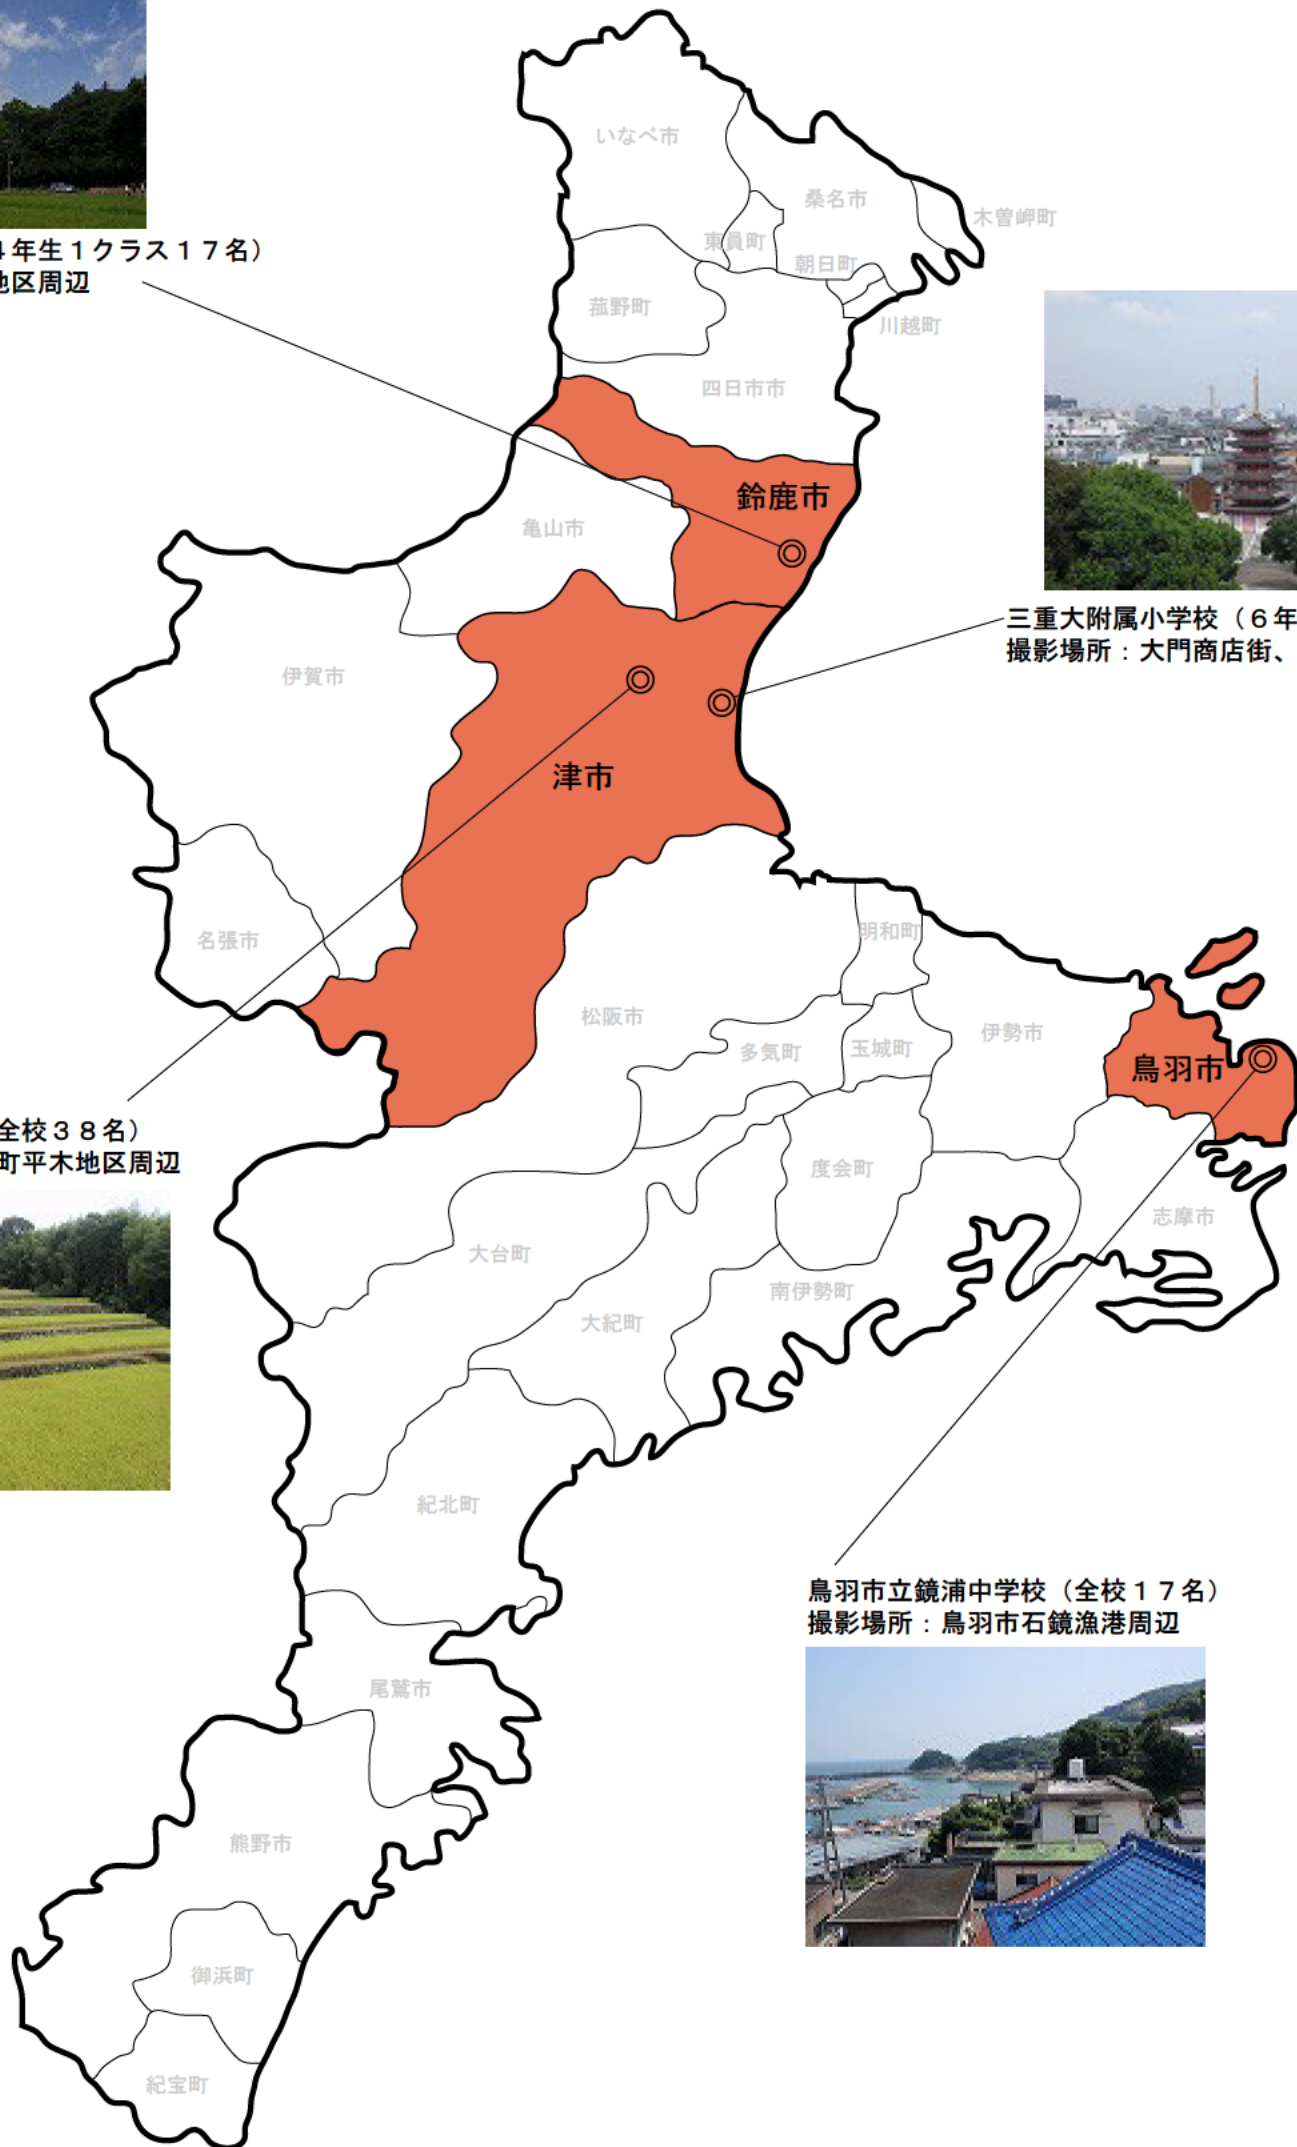 いなべ市
桑名市
木曽岬町
東員町
朝日町
４年生１クラス１７名）
地区周辺
菰野町
川越町
四日市市
鈴鹿市
亀山市
三重大附属小学校（６年
撮影場所：大門商店街、
伊賀市
津市
名張市
明和町
松阪市
多気町
玉城町
伊勢市
鳥羽市
全校３８名）
町平木地区周辺
度会町
志摩市
大台町
南伊勢町
大紀町
紀北町
鳥羽市立鏡浦中学校（全校１７名）
撮影場所：鳥羽市石鏡漁港周辺
尾鷲市
熊野市
御浜町
紀宝町